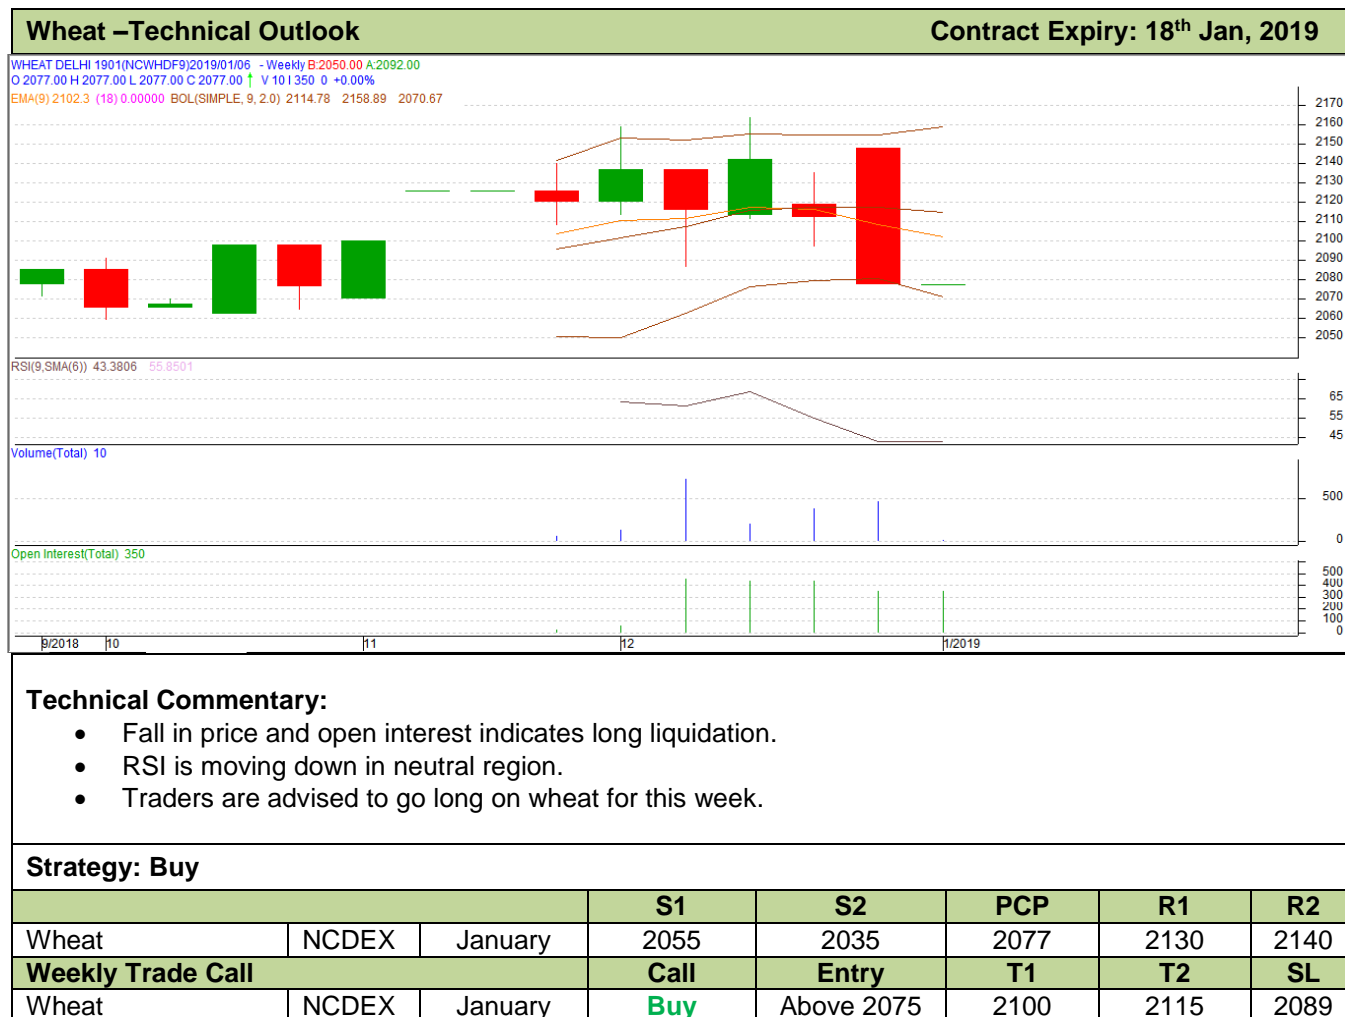 Wheat –Technical Outlook Contract Expiry: 18th Jan, 2019
WHEAT DELHI 1901(NCWHDF9)2019/01/06 - Weekly B:2050.00 A:2092.00
O 2077.00 H 2077.00 L 2077.00 C 2077.00 ↑ V 10 I 350 0 +0.00%
EMA(9) 2102.3 (18) 0.00000 BOL(SIMPLE, 9, 2.0) 2114.78 2158.89 2070.67
2170
2160
2150
2140
2130
2120
2110
2100
2090
2080
2070
2060
2050
RSI(9,SMA(6)) 43.3806 55.8501
65
55
45
Volume(Total) 10
500
0
Open Interest(Total) 350
500
400
300
200
100
0
9/2018 10 11 12 1/2019
Technical Commentary:
• Fall in price and open interest indicates long liquidation.
• RSI is moving down in neutral region.
• Traders are advised to go long on wheat for this week.
Strategy: Buy
S1 S2 PCP R1 R2
Wheat NCDEX January 2055 2035 2077 2130 2140
Weekly Trade Call Call Entry T1 T2 SL
Wheat NCDEX January Buy Above 2075 2100 2115 2089